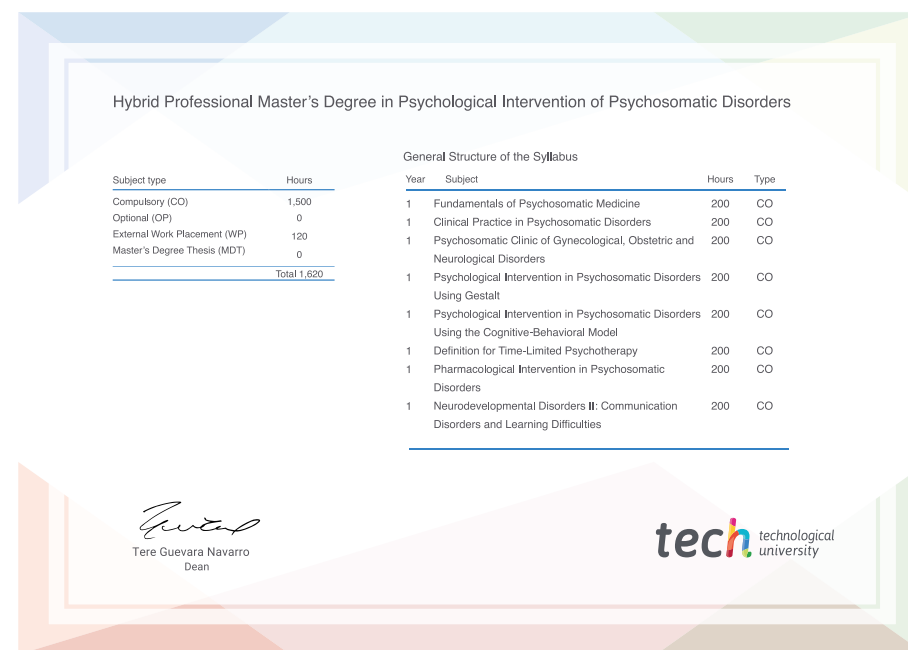 Hybrid Professional Master's Degree in Psychological Intervention of Psychosomatic Disorders
Subject type Hours
Compulsory (CO) 1,500
Optional (OP) 0
External Work Placement (WP) 120
Master's Degree Thesis (MDT) 0
Total 1,620
General Structure of the Syllabus
Year Subject Hours Type
1 Fundamentals of Psychosomatic Medicine 200 CO
1 Clinical Practice in Psychosomatic Disorders 200 CO
1 Psychosomatic Clinic of Gynecological, Obstetric and 200 CO
Neurological Disorders
1 Psychological Intervention in Psychosomatic Disorders 200 CO
Using Gestalt
1 Psychological Intervention in Psychosomatic Disorders 200 CO
Using the Cognitive-Behavioral Model
1 Definition for Time-Limited Psychotherapy 200 CO
1 Pharmacological Intervention in Psychosomatic 200 CO
Disorders
1 Neurodevelopmental Disorders II: Communication 200 CO
Disorders and Learning Difficulties
Tere Guevara Navarro
Dean
tech technological
university